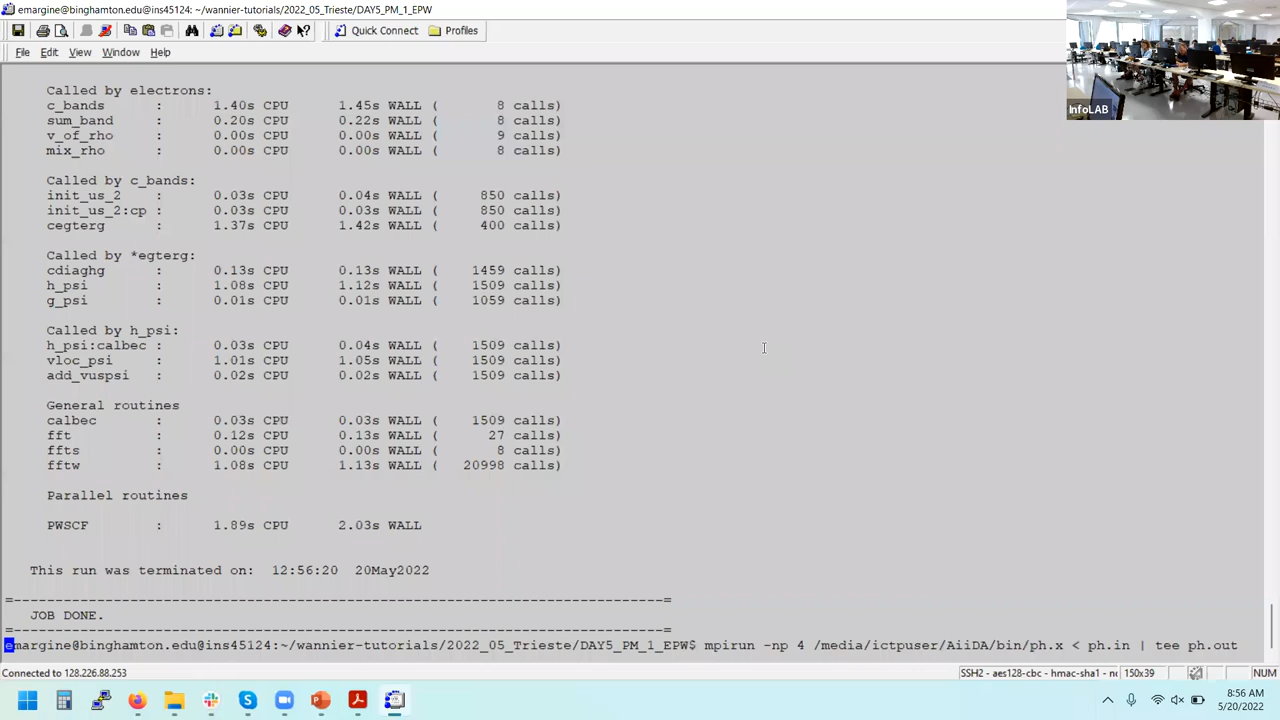 emargine@binghamton.edu@ins45124: ~/wannier-tutorials/2022_05_Trieste/DAY5_PM_1_EPW
Quick Connect Profiles
File Edit View Window Help
InfoLAB
Called by electrons:
c_bands : 1.40s CPU 1.45s WALL ( 8 calls)
sum_band : 0.20s CPU 0.22s WALL ( 8 calls)
v_of_rho : 0.00s CPU 0.00s WALL ( 9 calls)
mix_rho : 0.00s CPU 0.00s WALL ( 8 calls)
Called by c_bands:
init_us_2 : 0.03s CPU 0.04s WALL ( 850 calls)
init_us_2:cp : 0.03s CPU 0.03s WALL ( 850 calls)
cegterg : 1.37s CPU 1.42s WALL ( 400 calls)
Called by *egterg:
cdiaghg : 0.13s CPU 0.13s WALL ( 1459 calls)
h_psi : 1.08s CPU 1.12s WALL ( 1509 calls)
g_psi : 0.01s CPU 0.01s WALL ( 1059 calls)
Called by h_psi:
h_psi:calbec : 0.03s CPU 0.04s WALL ( 1509 calls)
vloc_psi : 1.01s CPU 1.05s WALL ( 1509 calls)
add_vuspsi : 0.02s CPU 0.02s WALL ( 1509 calls)
General routines
calbec : 0.03s CPU 0.03s WALL ( 1509 calls)
fft : 0.12s CPU 0.13s WALL ( 27 calls)
ffts : 0.00s CPU 0.00s WALL ( 8 calls)
fftw : 1.08s CPU 1.13s WALL ( 20998 calls)
Parallel routines
PWSCF : 1.89s CPU 2.03s WALL
This run was terminated on: 12:56:20 20May2022
=------------------------------------------------------------------------------=
JOB DONE.
=------------------------------------------------------------------------------=
emargine@binghamton.edu@ins45124:~/wannier-tutorials/2022_05_Trieste/DAY5_PM_1_EPW$ mpirun -np 4 /media/ictpuser/AiiDA/bin/ph.x < ph.in | tee ph.out
Connected to 128.226.88.253 SSH2 - aes128-cbc - hmac-sha1 - nc 150x39 NUM
8:56 AM
5/20/2022